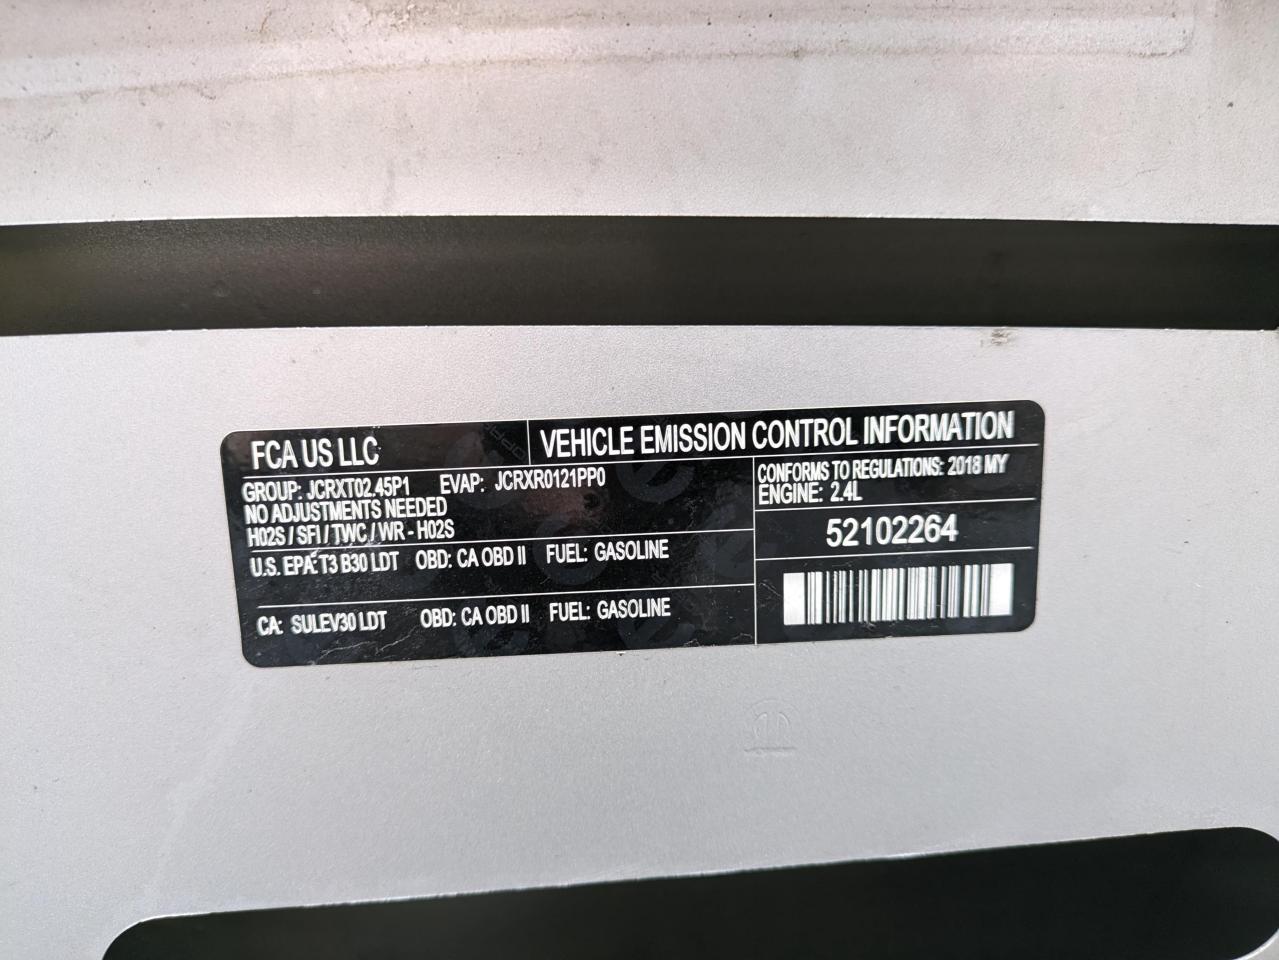 FCA US LLC
VEHICLE EMISSION CONTROL INFORMATION
GROUP: JCRXT02.45P1 EVAP: JCRXR0121PP0
NO ADJUSTMENTS NEEDED
H02S / SFI / TWC / WR - H02S
U.S. EPA: T3 B30 LDT OBD: CA OBD II FUEL: GASOLINE
CA: SULEV30 LDT OBD: CA OBD II FUEL: GASOLINE
CONFORMS TO REGULATIONS: 2018 MY
ENGINE: 2.4L
52102264